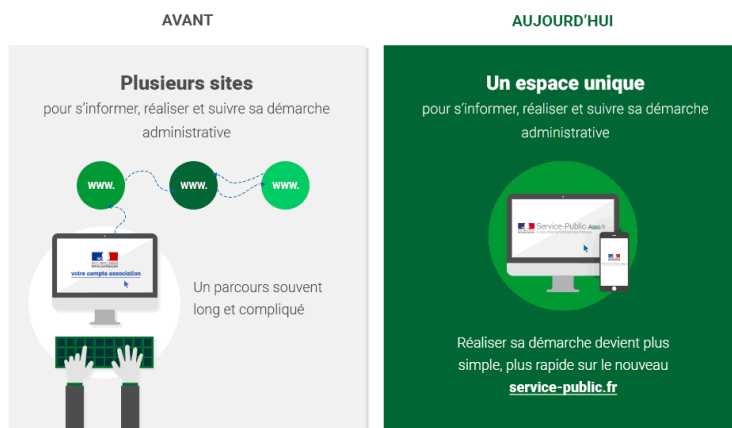 AVANT
Plusieurs sites
pour s'informer, réaliser et suivre sa démarche
administrative
www.
www.
www.
votre compte association
Un parcours souvent
long et compliqué
AUJOURD'HUI
Un espace unique
pour s'informer, réaliser et suivre sa démarche
administrative
Service-Public-Asso.fr
Réaliser sa démarche devient plus
simple, plus rapide sur le nouveau
service-public.fr